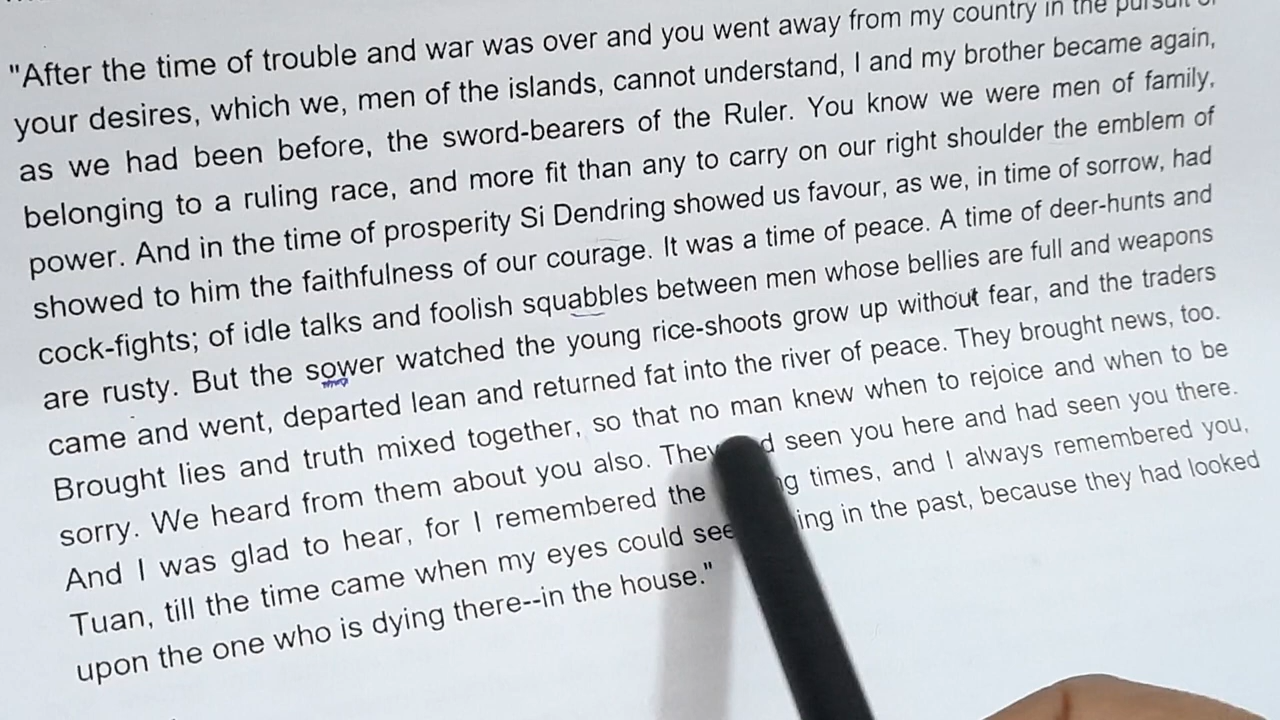 "After the time of trouble and war was over and you went away from my country in the pursuit of
your desires, which we, men of the islands, cannot understand, I and my brother became again,
as we had been before, the sword-bearers of the Ruler. You know we were men of family,
belonging to a ruling race, and more fit than any to carry on our right shoulder the emblem of
power. And in the time of prosperity Si Dendring showed us favour, as we, in time of sorrow, had
showed to him the faithfulness of our courage. It was a time of peace. A time of deer-hunts and
cock-fights; of idle talks and foolish squabbles between men whose bellies are full and weapons
are rusty. But the sower watched the young rice-shoots grow up without fear, and the traders
came and went, departed lean and returned fat into the river of peace. They brought news, too.
Brought lies and truth mixed together, so that no man knew when to rejoice and when to be
sorry. We heard from them about you also. They seen you here and had seen you there.
And I was glad to hear, for I remembered the times, and I always remembered you,
Tuan, till the time came when my eyes could see in the past, because they had looked
upon the one who is dying there--in the house."